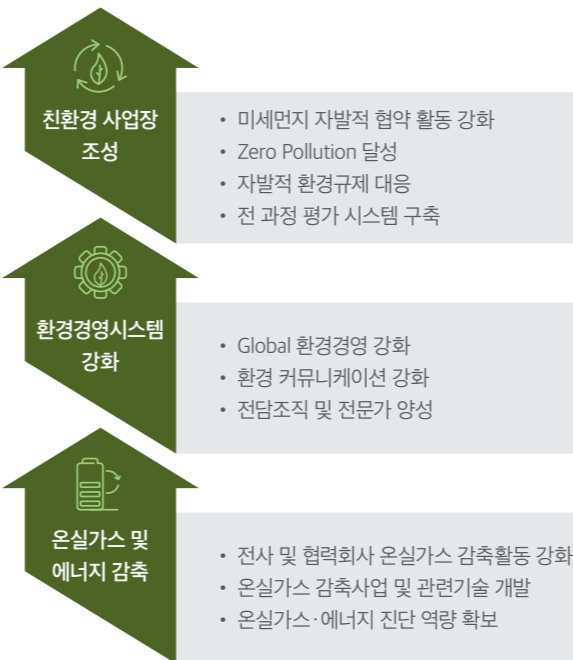 친환경 사업장
조성
• 미세먼지 자발적 협약 활동 강화
• Zero Pollution 달성
• 자발적 환경규제 대응
• 전 과정 평가 시스템 구축
환경경영시스템
강화
• Global 환경경영 강화
• 환경 커뮤니케이션 강화
• 전담조직 및 전문가 양성
온실가스 및
에너지 감축
• 전사 및 협력회사 온실가스 감축활동 강화
• 온실가스 감축사업 및 관련기술 개발
• 온실가스·에너지 진단 역량 확보